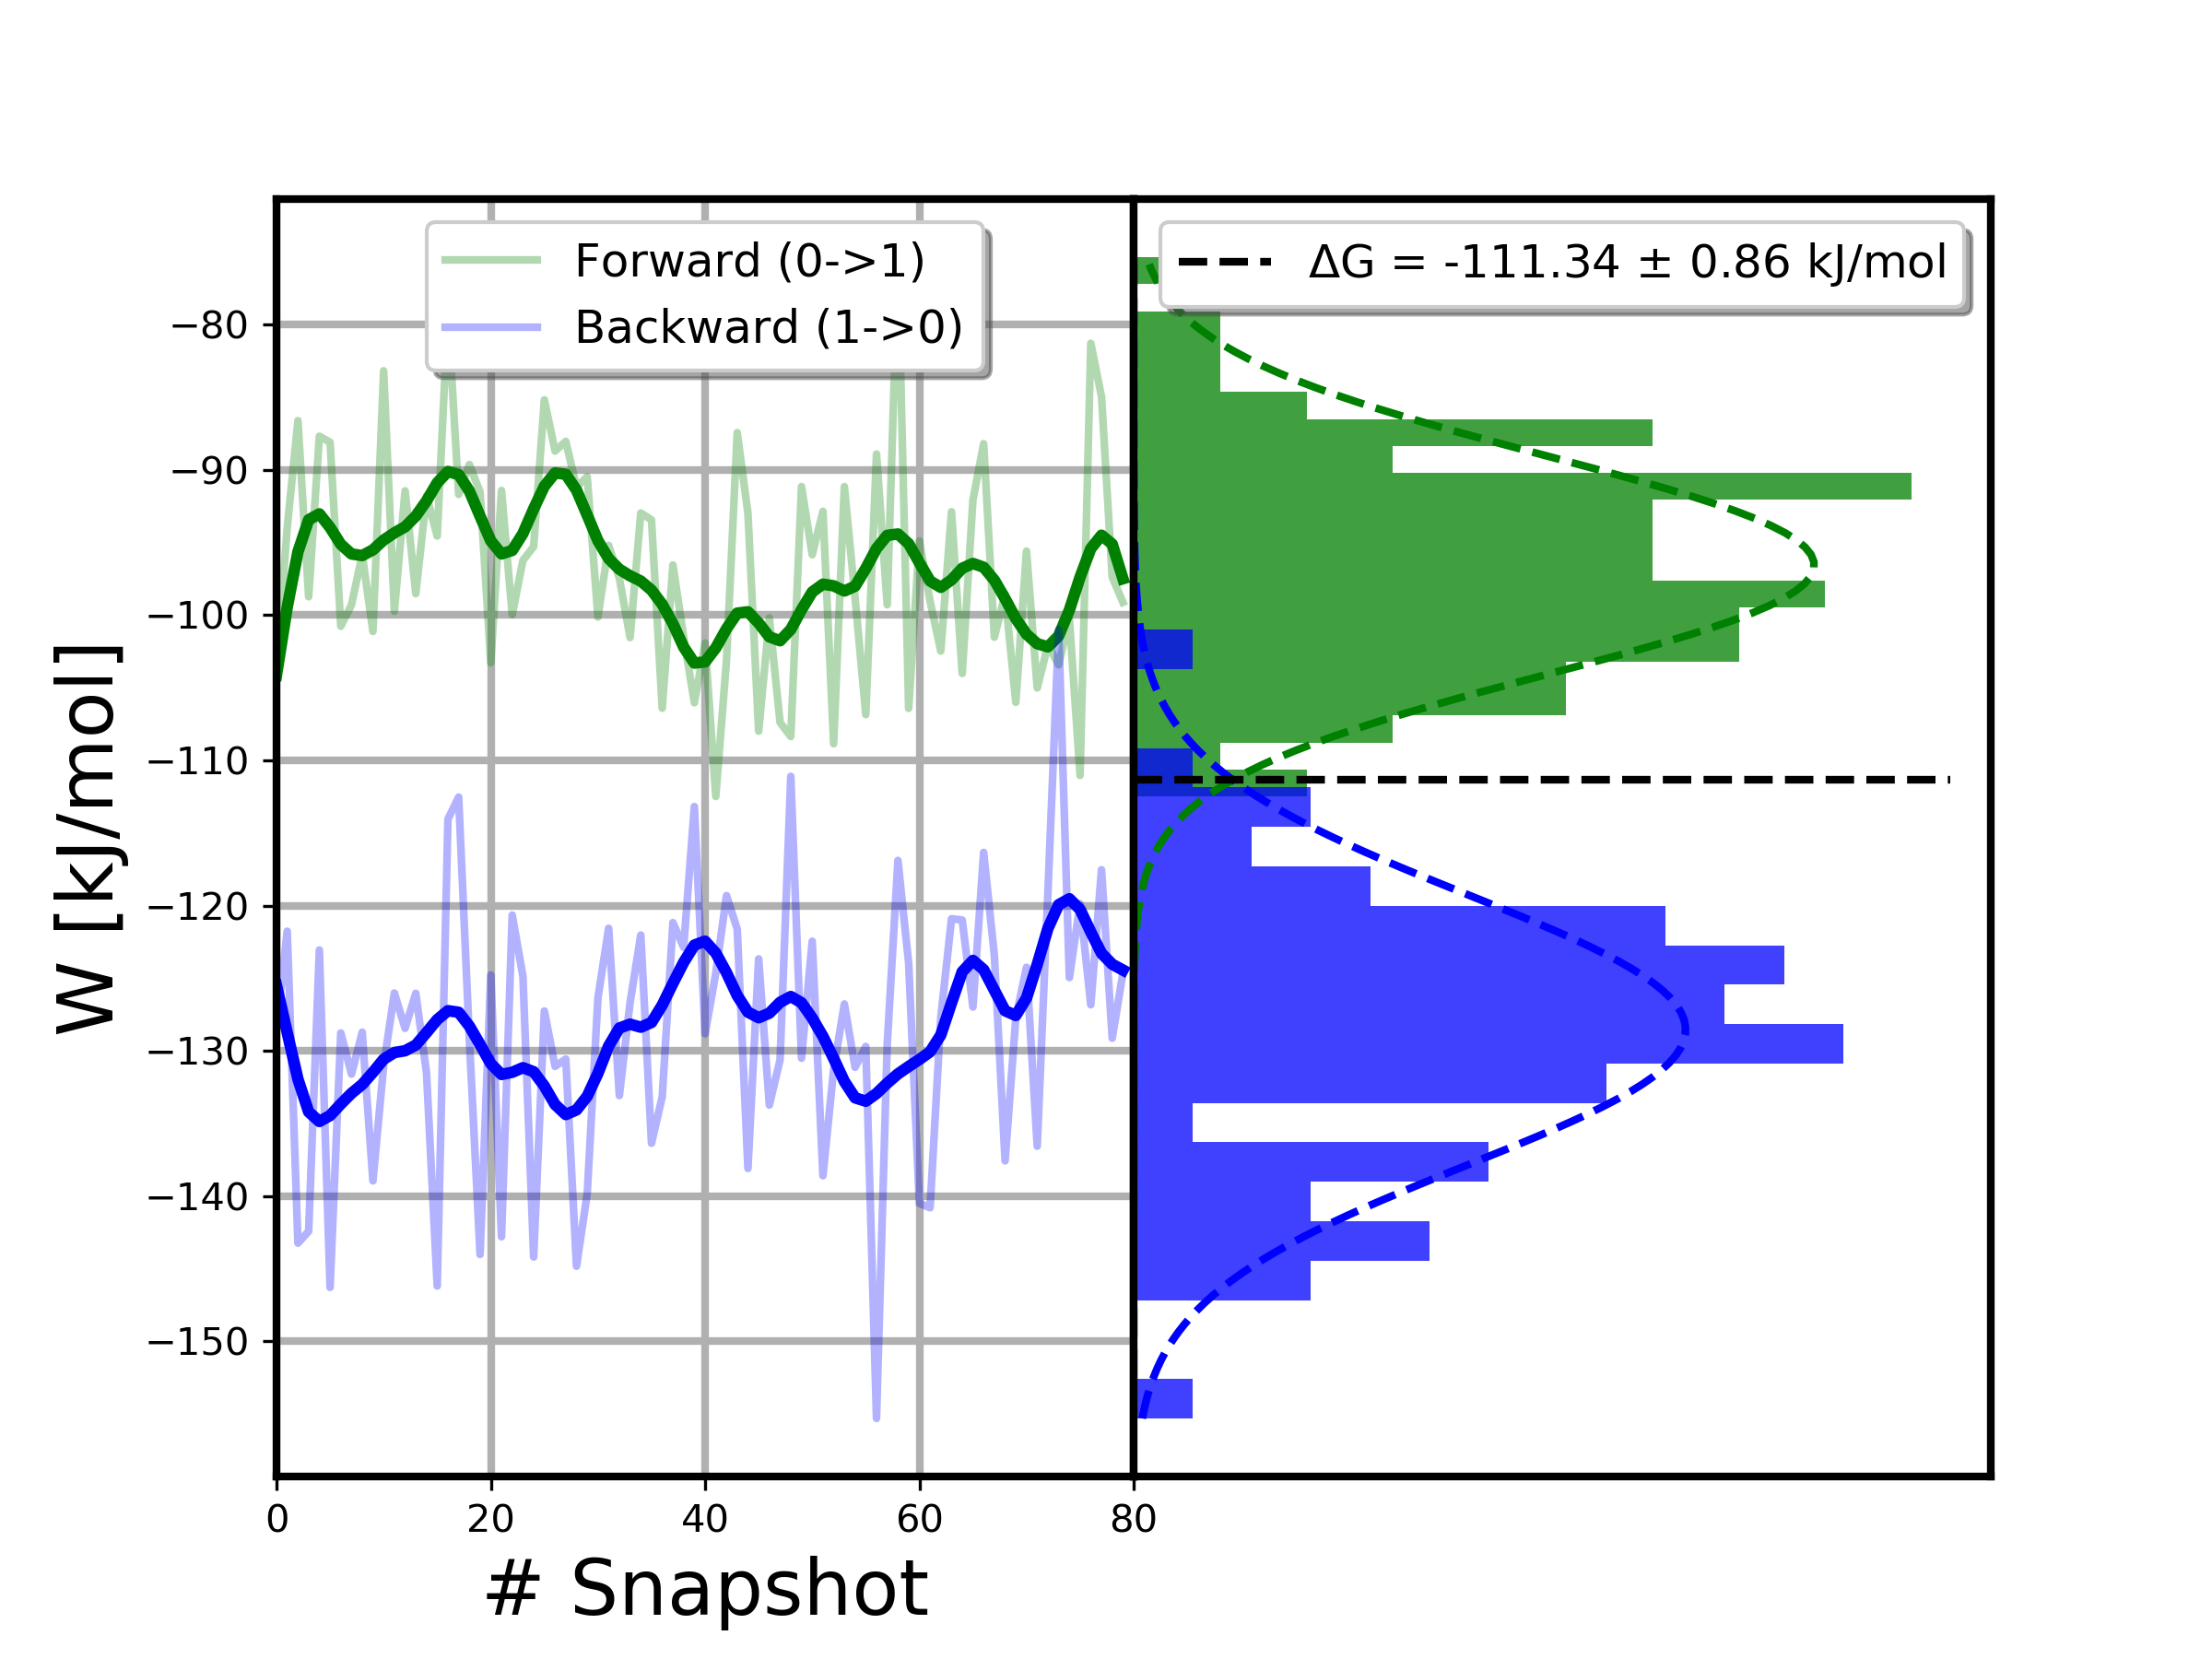 Forward (0->1)
Backward (1->0)
ΔG = -111.34 ± 0.86 kJ/mol
W [kJ/mol]
−80
−90
−100
−110
−120
−130
−140
−150
0 20 40 60 80
# Snapshot